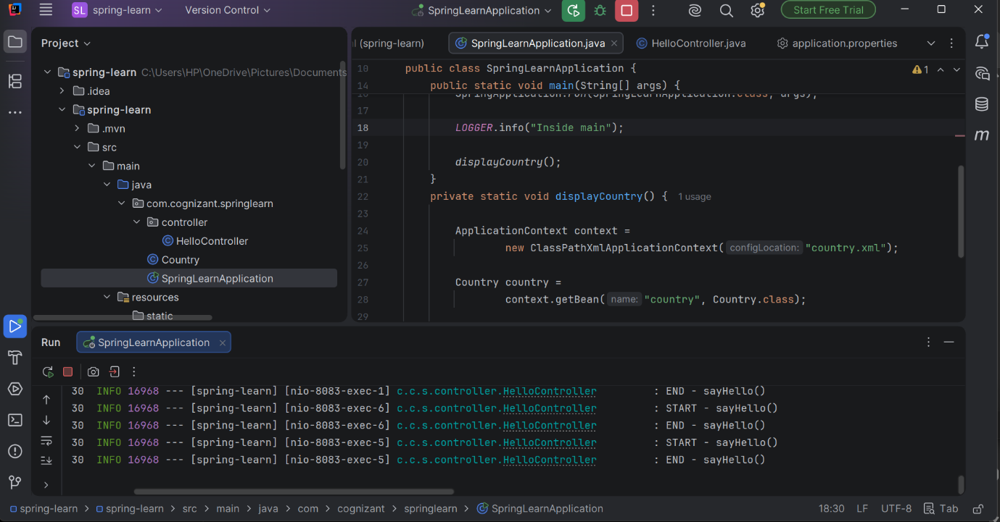 SL spring-learn Version Control SpringLearnApplication Start Free Trial
Project
spring-learn C:\Users\HP\OneDrive\Pictures\Documents
.idea
spring-learn
.mvn
src
main
java
com.cognizant.springlearn
controller
HelloController
Country
SpringLearnApplication
resources
static
(spring-learn) SpringLearnApplication.java HelloController.java application.properties
10 public class SpringLearnApplication {
1
14 public static void main(String[] args) {
16 SpringApplication.run(SpringLearnApplication.class, args);
17
18 LOGGER.info("Inside main");
19
20 displayCountry();
21 }
22 private static void displayCountry() { 1 usage
23
24 ApplicationContext context =
25 new ClassPathXmlApplicationContext( configLocation: "country.xml");
26
27 Country country =
28 context.getBean( name: "country", Country.class);
29
Run SpringLearnApplication
30 INFO 16968 --- [spring-learn] [nio-8083-exec-1] c.c.s.controller.HelloController : END - sayHello()
30 INFO 16968 --- [spring-learn] [nio-8083-exec-6] c.c.s.controller.HelloController : START - sayHello()
30 INFO 16968 --- [spring-learn] [nio-8083-exec-6] c.c.s.controller.HelloController : END - sayHello()
30 INFO 16968 --- [spring-learn] [nio-8083-exec-5] c.c.s.controller.HelloController : START - sayHello()
30 INFO 16968 --- [spring-learn] [nio-8083-exec-5] c.c.s.controller.HelloController : END - sayHello()
spring-learn > spring-learn > src > main > java > com > cognizant > springlearn > SpringLearnApplication 18:30 LF UTF-8 Tab